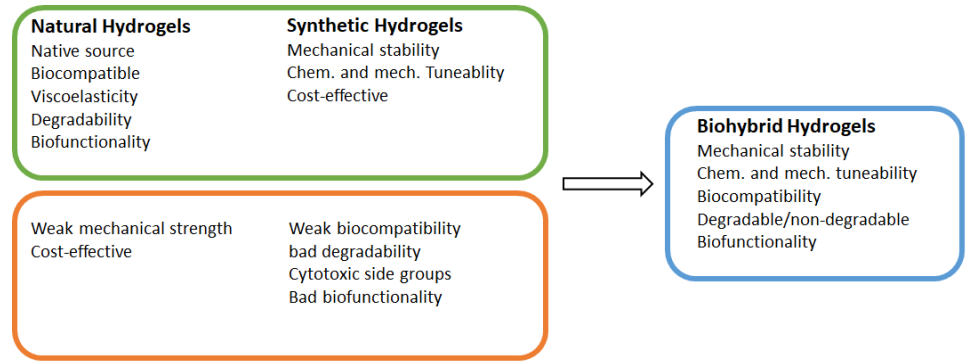 Natural Hydrogels
Native source
Biocompatible
Viscoelasticity
Degradability
Biofunctionality
Synthetic Hydrogels
Mechanical stability
Chem. and mech. Tuneablity
Cost-effective
Weak mechanical strength
Cost-effective
Weak biocompatibility
bad degradability
Cytotoxic side groups
Bad biofunctionality
Biohybrid Hydrogels
Mechanical stability
Chem. and mech. tuneability
Biocompatibility
Degradable/non-degradable
Biofunctionality